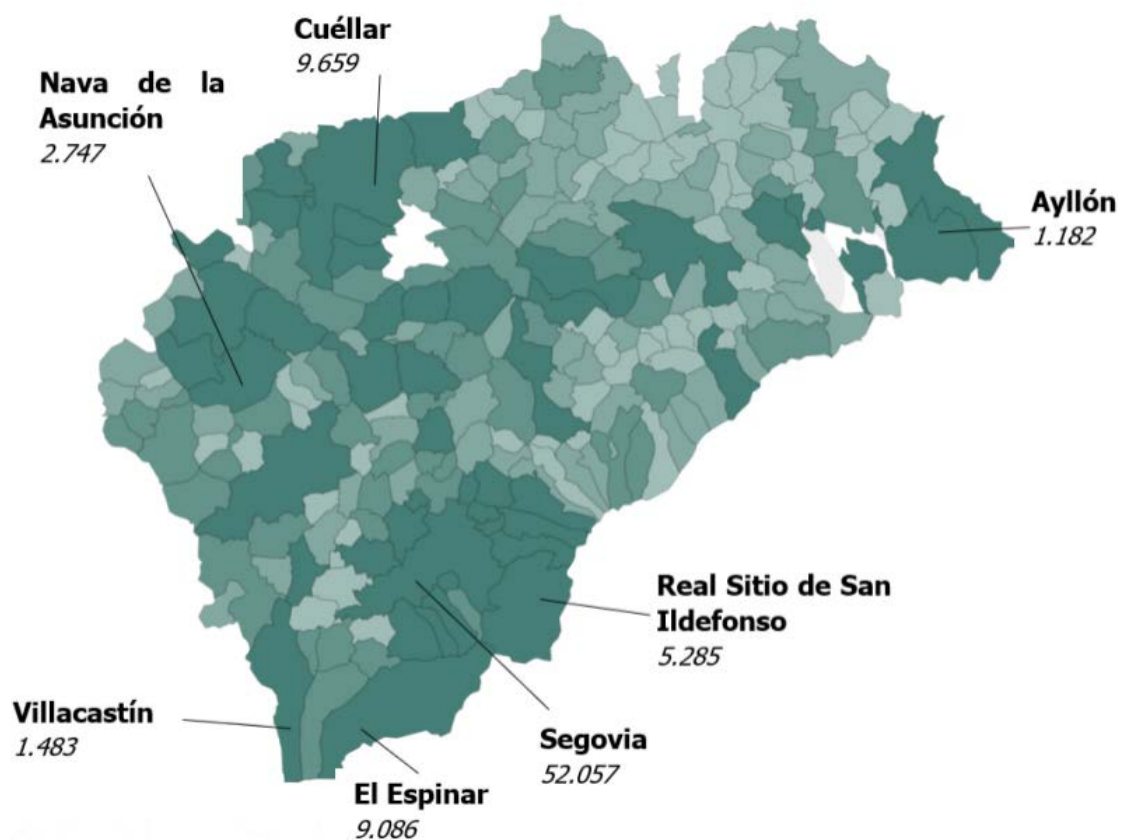 Cuéllar
9.659
Nava de la
Asunción
2.747
Ayllón
1.182
Real Sitio de San
Ildefonso
5.285
Villacastín
1.483
Segovia
52.057
El Espinar
9.086